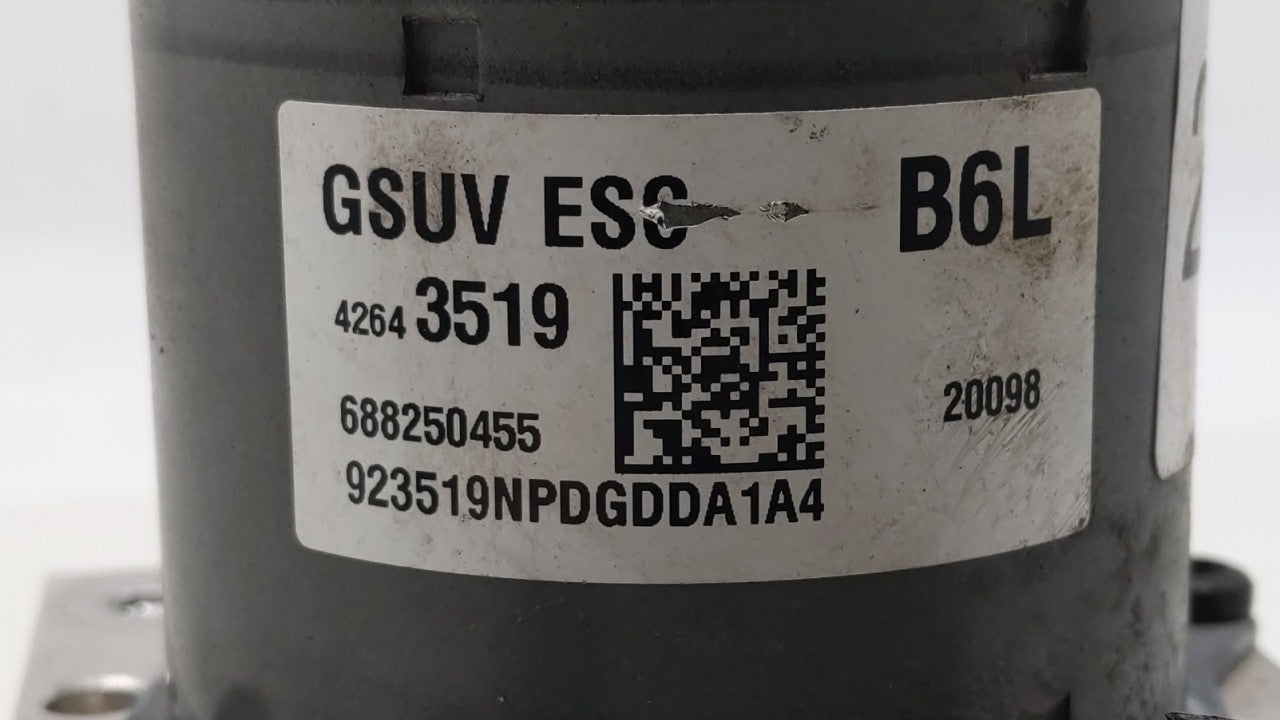 GSUV ESC B6L
4264 3519
20098
688250455
923519NPDGDDA1A4